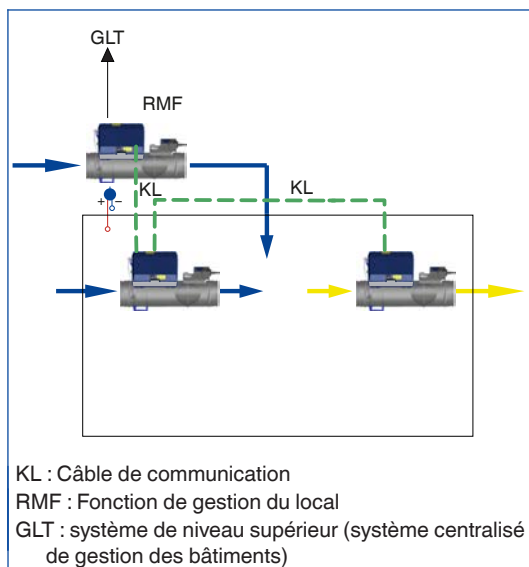 GLT
RMF
KL
KL
+ −
KL : Câble de communication
RMF : Fonction de gestion du local
GLT : système de niveau supérieur (système centralisé
de gestion des bâtiments)